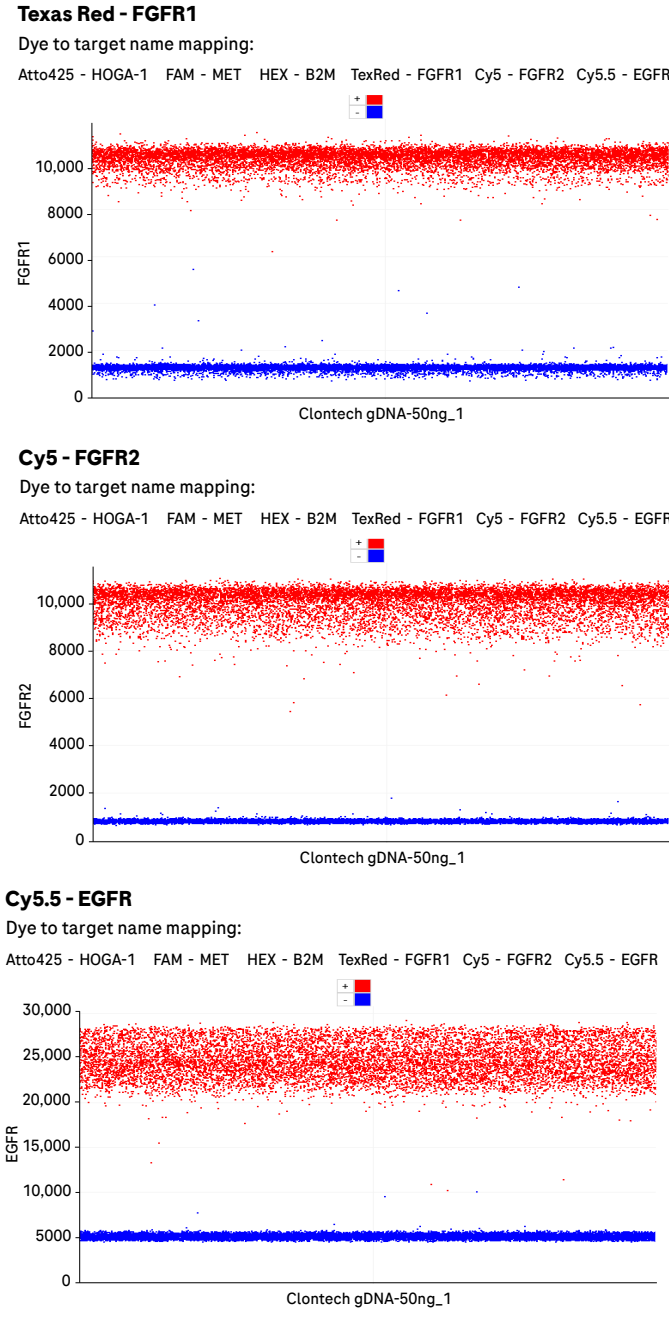 Texas Red - FGFR1
Dye to target name mapping:
Atto425 - HOGA-1 FAM - MET HEX - B2M TexRed - FGFR1 Cy5 - FGFR2 Cy5.5 - EGFR
+
-
10,000
8000
6000
4000
2000
0
FGFR1
Clontech gDNA-50ng_1
Cy5 - FGFR2
Dye to target name mapping:
Atto425 - HOGA-1 FAM - MET HEX - B2M TexRed - FGFR1 Cy5 - FGFR2 Cy5.5 - EGFR
+
-
10,000
8000
6000
4000
2000
0
FGFR2
Clontech gDNA-50ng_1
Cy5.5 - EGFR
Dye to target name mapping:
Atto425 - HOGA-1 FAM - MET HEX - B2M TexRed - FGFR1 Cy5 - FGFR2 Cy5.5 - EGFR
+
-
30,000
25,000
20,000
15,000
10,000
5000
0
EGFR
Clontech gDNA-50ng_1